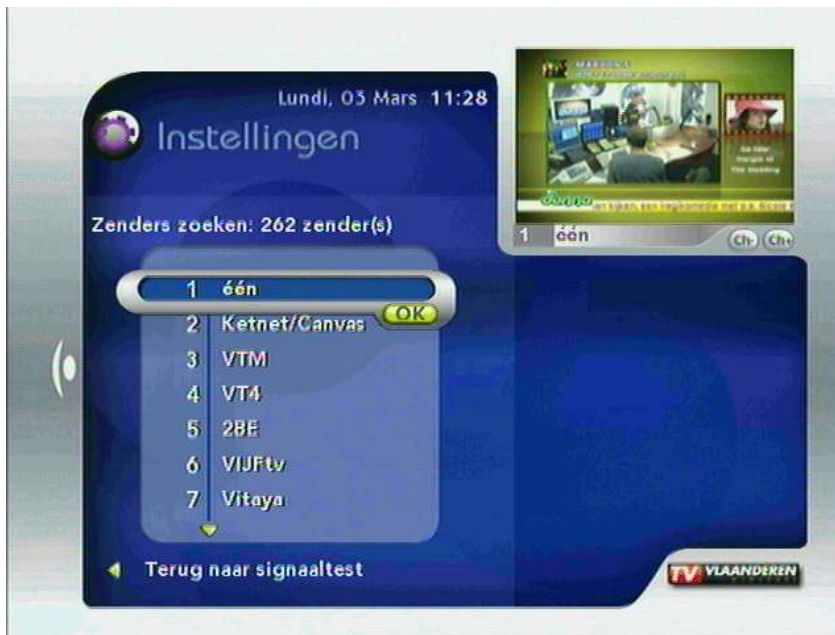 Lundi, 03 Mars 11:28
Instellingen
Zenders zoeken: 262 zender(s)
1 één
OK
2 Ketnet/Canvas
3 VTM
4 VT4
5 2BE
6 VIJFtv
7 Vitaya
Terug naar signaaltest
donna
1 één
Ch- Ch+
TV VLAANDEREN